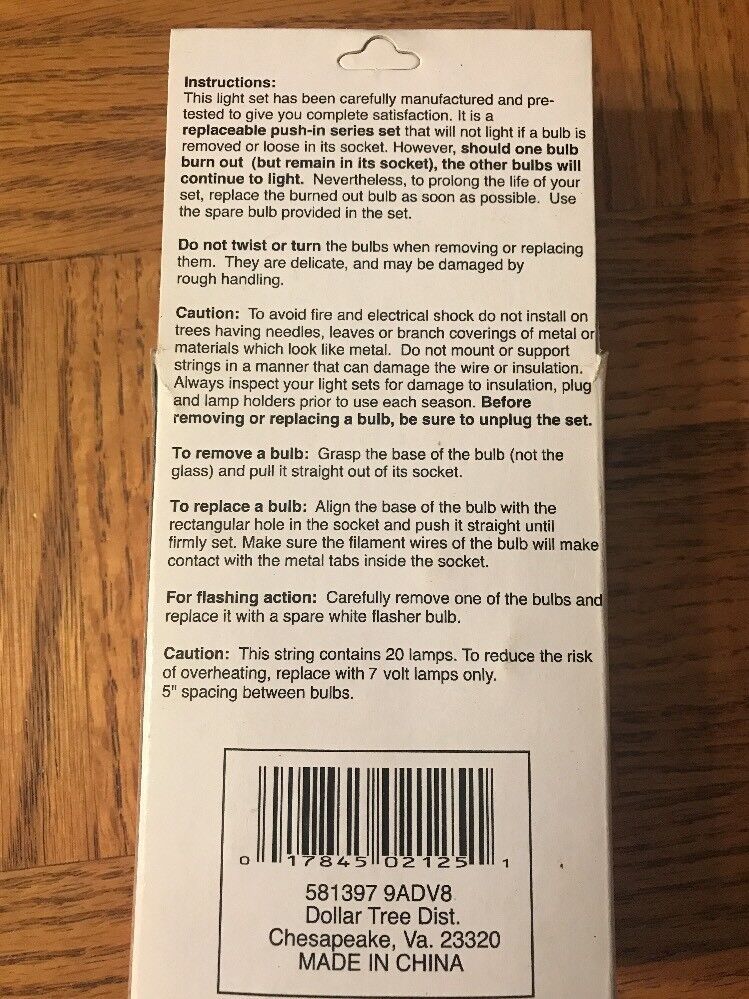 Instructions:
This light set has been carefully manufactured and pre-
tested to give you complete satisfaction. It is a
replaceable push-in series set that will not light if a bulb is
removed or loose in its socket. However, should one bulb
burn out (but remain in its socket), the other bulbs will
continue to light. Nevertheless, to prolong the life of your
set, replace the burned out bulb as soon as possible. Use
the spare bulb provided in the set.
Do not twist or turn the bulbs when removing or replacing
them. They are delicate, and may be damaged by
rough handling.
Caution: To avoid fire and electrical shock do not install on
trees having needles, leaves or branch coverings of metal or
materials which look like metal. Do not mount or support
strings in a manner that can damage the wire or insulation.
Always inspect your light sets for damage to insulation, plug
and lamp holders prior to use each season. Before
removing or replacing a bulb, be sure to unplug the set.
To remove a bulb: Grasp the base of the bulb (not the
glass) and pull it straight out of its socket.
To replace a bulb: Align the base of the bulb with the
rectangular hole in the socket and push it straight until
firmly set. Make sure the filament wires of the bulb will make
contact with the metal tabs inside the socket.
For flashing action: Carefully remove one of the bulbs and
replace it with a spare white flasher bulb.
Caution: This string contains 20 lamps. To reduce the risk
of overheating, replace with 7 volt lamps only.
5" spacing between bulbs.
0 17845 02125 1
581397 9ADV8
Dollar Tree Dist.
Chesapeake, Va. 23320
MADE IN CHINA